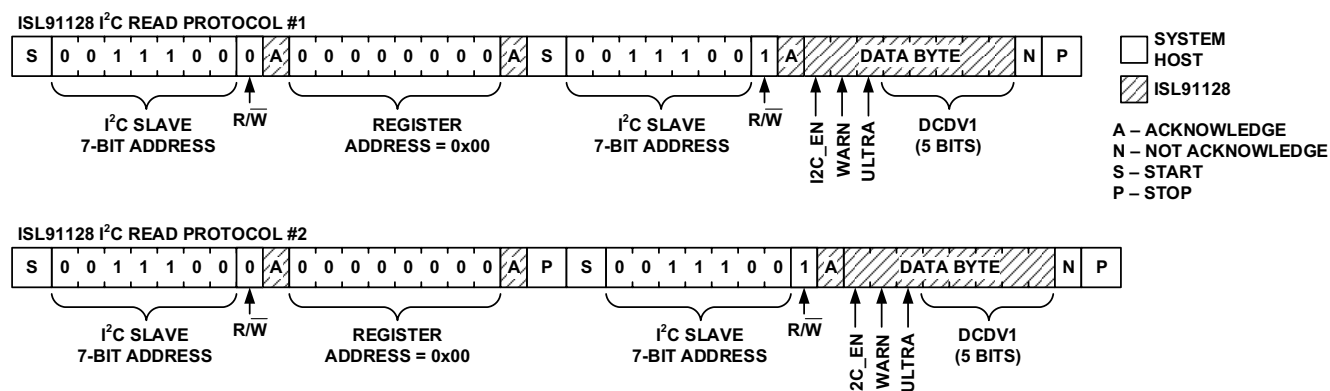 ISL91128 I²C READ PROTOCOL #1
S 0 0 1 1 1 0 0 0 A 0 0 0 0 0 0 0 0 A S 0 0 1 1 1 0 0 1 A DATA BYTE N P
I²C SLAVE
7-BIT ADDRESS
R/W̅
REGISTER
ADDRESS = 0x00
I²C SLAVE
7-BIT ADDRESS
R/W̅
I2C_EN
WARN
ULTRA
DCDV1
(5 BITS)
SYSTEM
HOST
ISL91128
A – ACKNOWLEDGE
N – NOT ACKNOWLEDGE
S – START
P – STOP
ISL91128 I²C READ PROTOCOL #2
S 0 0 1 1 1 0 0 0 A 0 0 0 0 0 0 0 0 A P S 0 0 1 1 1 0 0 1 A DATA BYTE N P
I²C SLAVE
7-BIT ADDRESS
R/W̅
REGISTER
ADDRESS = 0x00
I²C SLAVE
7-BIT ADDRESS
R/W̅
2C_EN
WARN
ULTRA
DCDV1
(5 BITS)